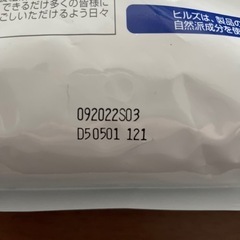 できるだけ多くの皆様に
ごしいただけるよう日々
ヒルズは、製品の
自然派成分を使
092022S03
D50501 121